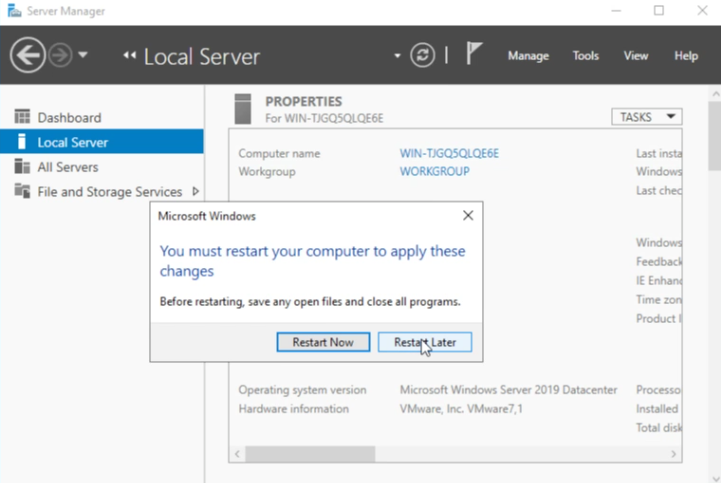 Server Manager
Local Server
Manage Tools View Help
Dashboard
Local Server
All Servers
File and Storage Services
PROPERTIES
For WIN-TJGQ5QLQE6E
TASKS
Computer name WIN-TJGQ5QLQE6E Last insta
Workgroup WORKGROUP Windows
Last chec
Windows
Feedback
IE Enhanc
Time zon
Product I
Microsoft Windows
You must restart your computer to apply these
changes
Before restarting, save any open files and close all programs.
Restart Now Restart Later
Operating system version Microsoft Windows Server 2019 Datacenter Processo
Hardware information VMware, Inc. VMware7,1 Installed
Total disk